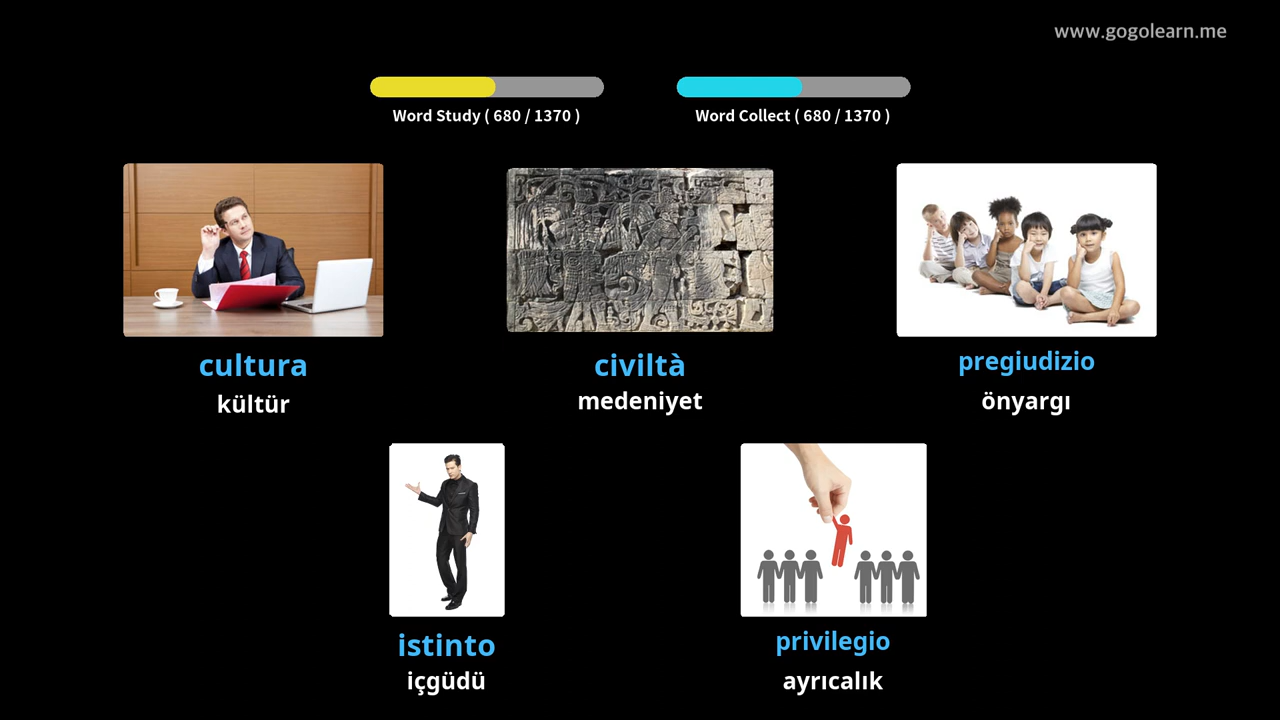 www.gogolearn.me
Word Study ( 680 / 1370 )
Word Collect ( 680 / 1370 )
cultura
kültür
civiltà
medeniyet
pregiudizio
önyargı
istinto
içgüdü
privilegio
ayrıcalık